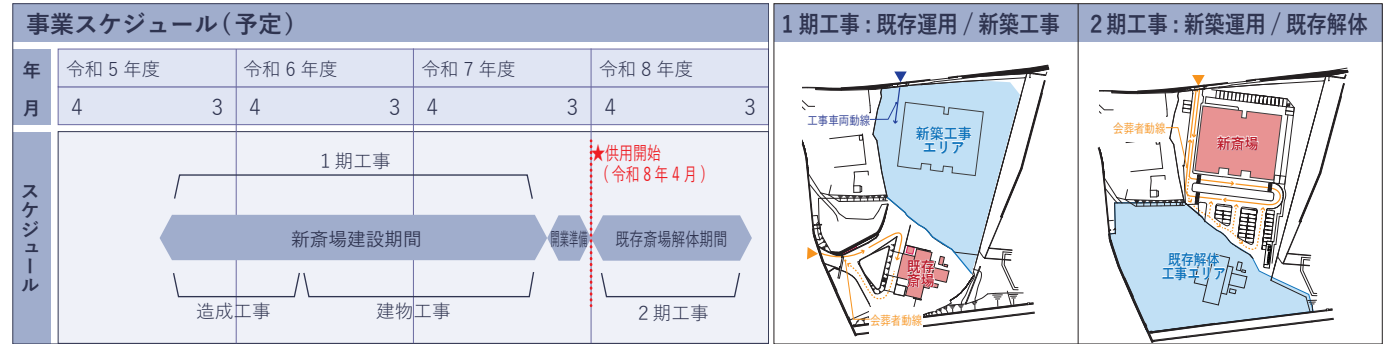 事業スケジュール(予定)
年
令和5年度
令和6年度
令和7年度
令和8年度
月
4
3
4
3
4
3
4
3
スケジュール
1期工事
★供用開始
(令和8年4月)
新斎場建設期間
開業準備
既存斎場解体期間
造成工事
建物工事
2期工事
1期工事:既存運用/新築工事
工事車両動線
新築工事
エリア
既存
斎場
会葬者動線
2期工事:新築運用/既存解体
会葬者動線
新斎場
既存解体
工事エリア